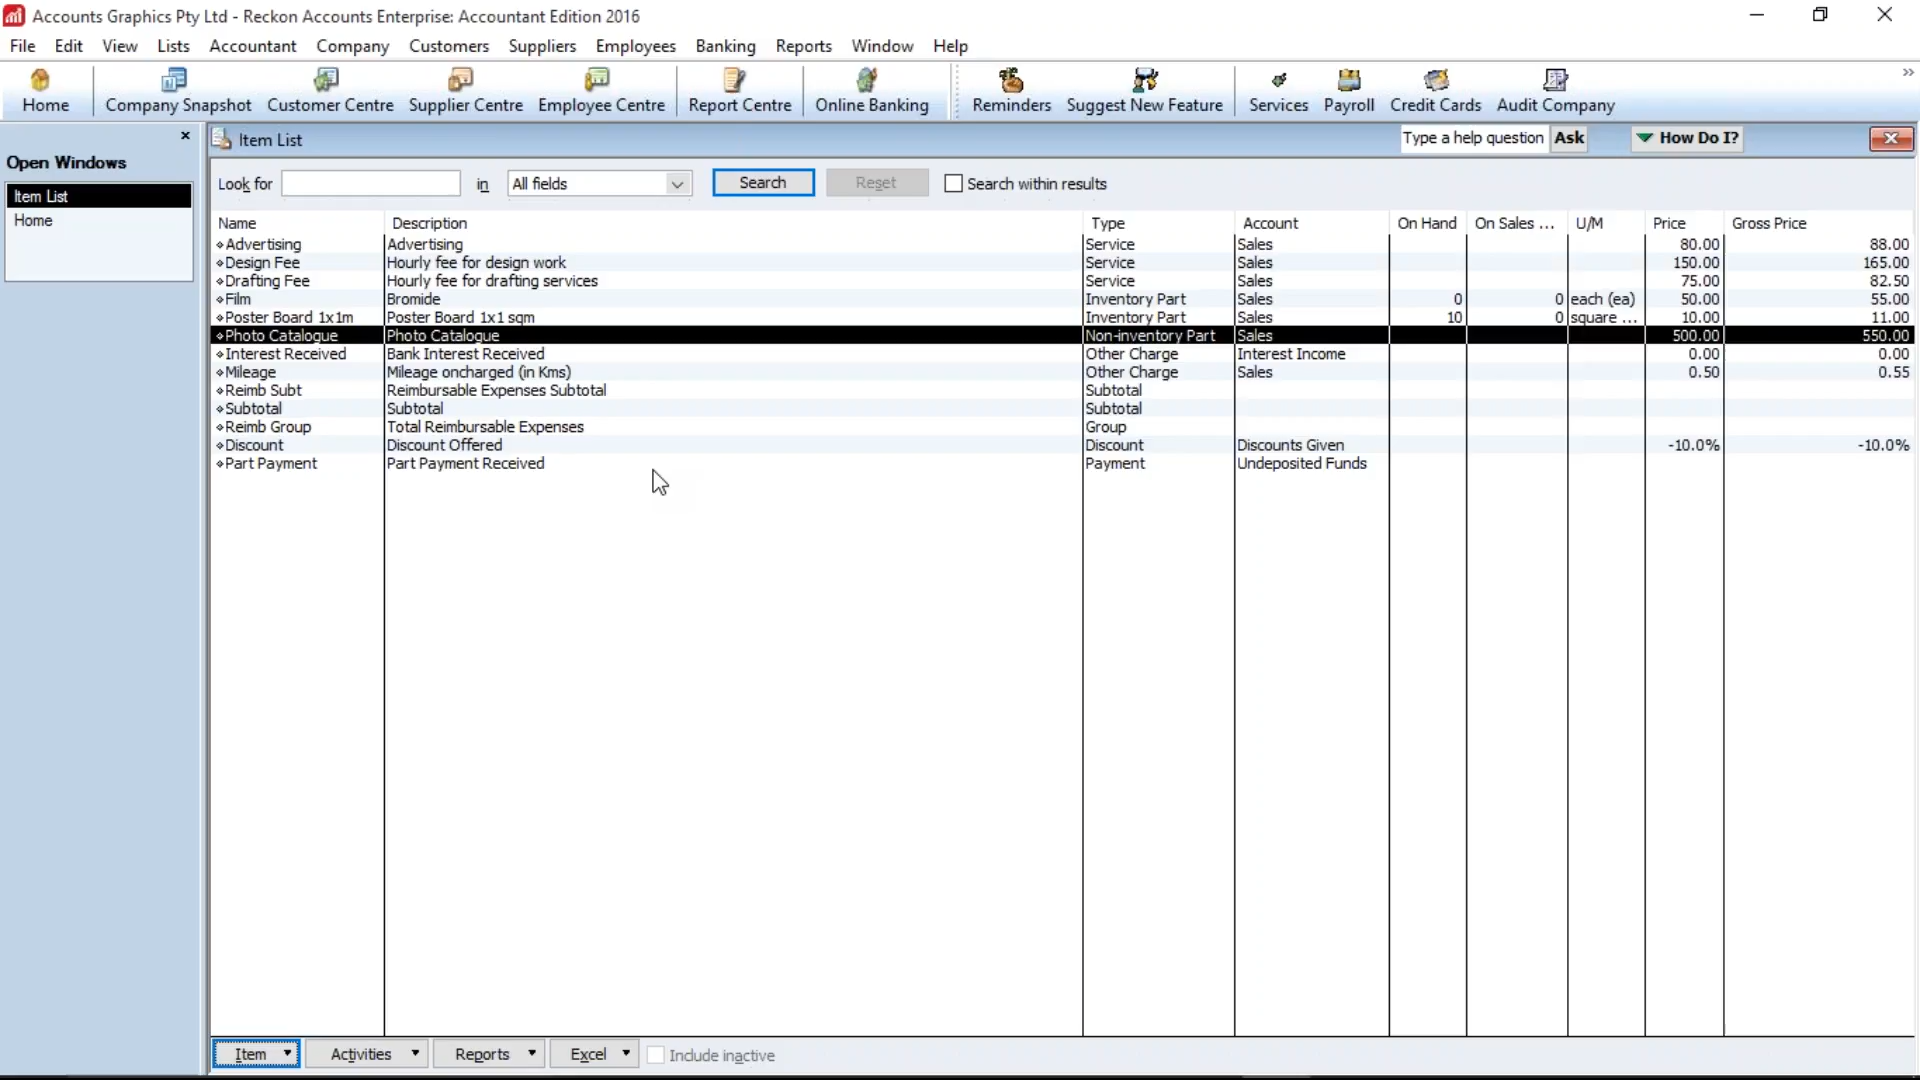 Accounts Graphics Pty Ltd - Reckon Accounts Enterprise: Accountant Edition 2016
File Edit View Lists Accountant Company Customers Suppliers Employees Banking Reports Window Help
Home Company Snapshot Customer Centre Supplier Centre Employee Centre Report Centre Online Banking Reminders Suggest New Feature Services Payroll Credit Cards Audit Company
Open Windows
Item List
Home
Item List Type a help question Ask How Do I?
Look for in All fields Search Reset Search within results
Name Description Type Account On Hand On Sales ... U/M Price Gross Price
Advertising Advertising Service Sales 80.00 88.00
Design Fee Hourly fee for design work Service Sales 150.00 165.00
Drafting Fee Hourly fee for drafting services Service Sales 75.00 82.50
Film Bromide Inventory Part Sales 0 0 each (ea) 50.00 55.00
Poster Board 1x1m Poster Board 1x1 sqm Inventory Part Sales 10 0 square ... 10.00 11.00
Photo Catalogue Photo Catalogue Non-inventory Part Sales 500.00 550.00
Interest Received Bank Interest Received Other Charge Interest Income 0.00 0.00
Mileage Mileage oncharged (in Kms) Other Charge Sales 0.50 0.55
Reimb Subt Reimbursable Expenses Subtotal Subtotal
Subtotal Subtotal Subtotal
Reimb Group Total Reimbursable Expenses Group
Discount Discount Offered Discount Discounts Given -10.0% -10.0%
Part Payment Part Payment Received Payment Undeposited Funds
Item Activities Reports Excel Include inactive